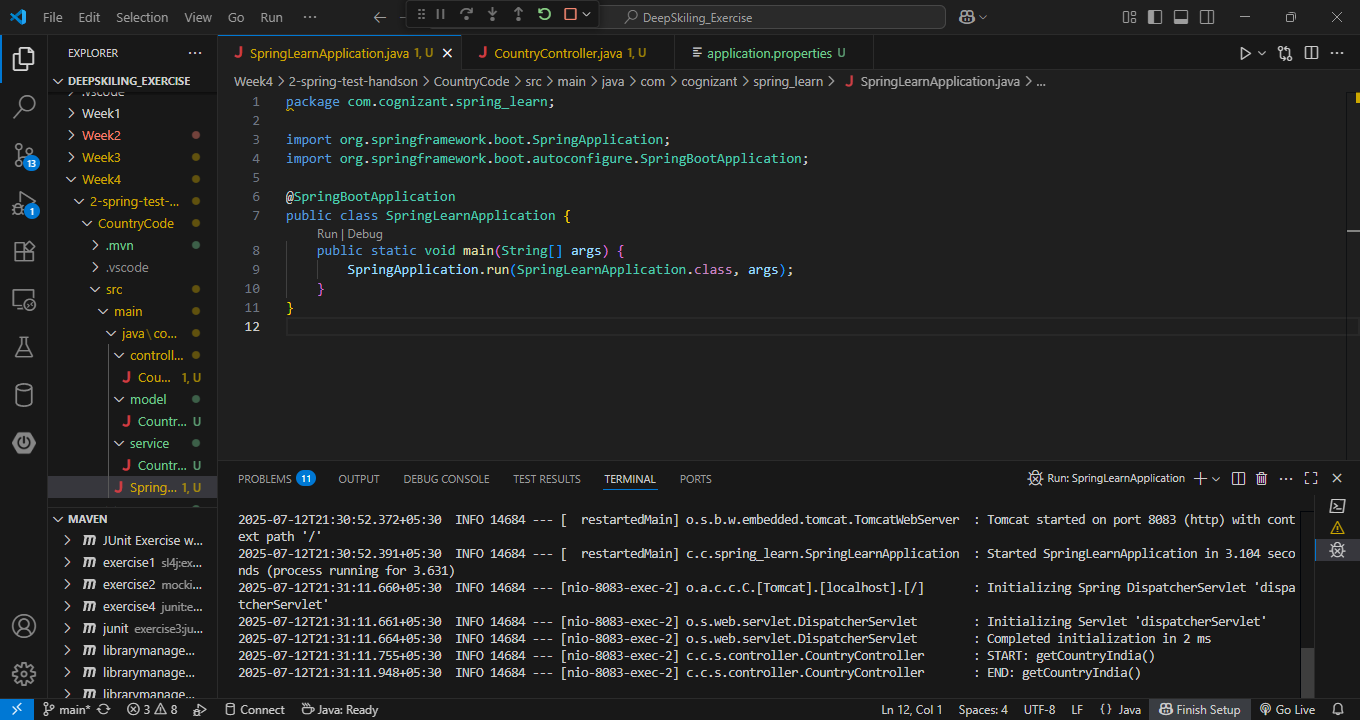 File Edit Selection View Go Run ··· DeepSkiling_Exercise
EXPLORER ···
DEEPSKILING_EXERCISE
.vscode
Week1
Week2
Week3
Week4
2-spring-test-...
CountryCode
.mvn
.vscode
src
main
java\co...
controll...
J Cou... 1, U
model
J Countr... U
service
J Countr... U
J Spring... 1, U
MAVEN
m JUnit Exercise w...
m exercise1 sl4j:ex...
m exercise2 mocki...
m exercise4 junit:e...
m junit exercise3:ju...
m librarymanage...
m librarymanage...
m librarymanage...
13
1
J SpringLearnApplication.java 1, U J CountryController.java 1, U application.properties U
Week4 > 2-spring-test-handson > CountryCode > src > main > java > com > cognizant > spring_learn > J SpringLearnApplication.java > ...
1 package com.cognizant.spring_learn;
2
3 import org.springframework.boot.SpringApplication;
4 import org.springframework.boot.autoconfigure.SpringBootApplication;
5
6 @SpringBootApplication
7 public class SpringLearnApplication {
Run | Debug
8 public static void main(String[] args) {
9 SpringApplication.run(SpringLearnApplication.class, args);
10 }
11 }
12
PROBLEMS 11 OUTPUT DEBUG CONSOLE TEST RESULTS TERMINAL PORTS Run: SpringLearnApplication
2025-07-12T21:30:52.372+05:30 INFO 14684 --- [ restartedMain] o.s.b.w.embedded.tomcat.TomcatWebServer : Tomcat started on port 8083 (http) with cont
ext path '/'
2025-07-12T21:30:52.391+05:30 INFO 14684 --- [ restartedMain] c.c.spring_learn.SpringLearnApplication : Started SpringLearnApplication in 3.104 seco
nds (process running for 3.631)
2025-07-12T21:31:11.660+05:30 INFO 14684 --- [nio-8083-exec-2] o.a.c.c.C.[Tomcat].[localhost].[/] : Initializing Spring DispatcherServlet 'dispa
tcherServlet'
2025-07-12T21:31:11.661+05:30 INFO 14684 --- [nio-8083-exec-2] o.s.web.servlet.DispatcherServlet : Initializing Servlet 'dispatcherServlet'
2025-07-12T21:31:11.664+05:30 INFO 14684 --- [nio-8083-exec-2] o.s.web.servlet.DispatcherServlet : Completed initialization in 2 ms
2025-07-12T21:31:11.755+05:30 INFO 14684 --- [nio-8083-exec-2] c.c.s.controller.CountryController : START: getCountryIndia()
2025-07-12T21:31:11.948+05:30 INFO 14684 --- [nio-8083-exec-2] c.c.s.controller.CountryController : END: getCountryIndia()
main* 3 8 Connect Java: Ready Ln 12, Col 1 Spaces: 4 UTF-8 LF {} Java Finish Setup Go Live